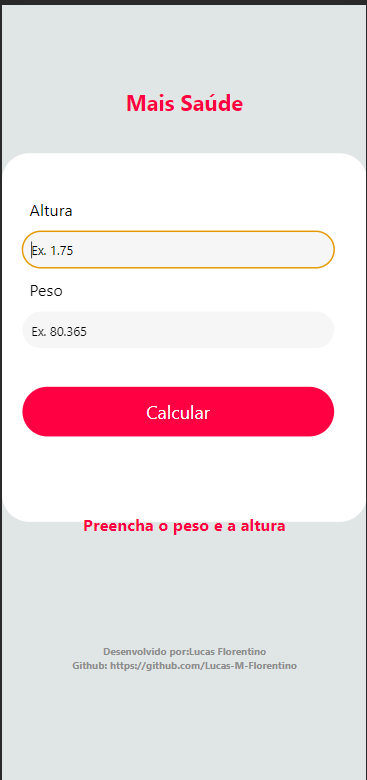 Mais Saúde
Altura
Ex. 1.75
Peso
Ex. 80.365
Calcular
Preencha o peso e a altura
Desenvolvido por:Lucas Florentino
Github: https://github.com/Lucas-M-Florentino